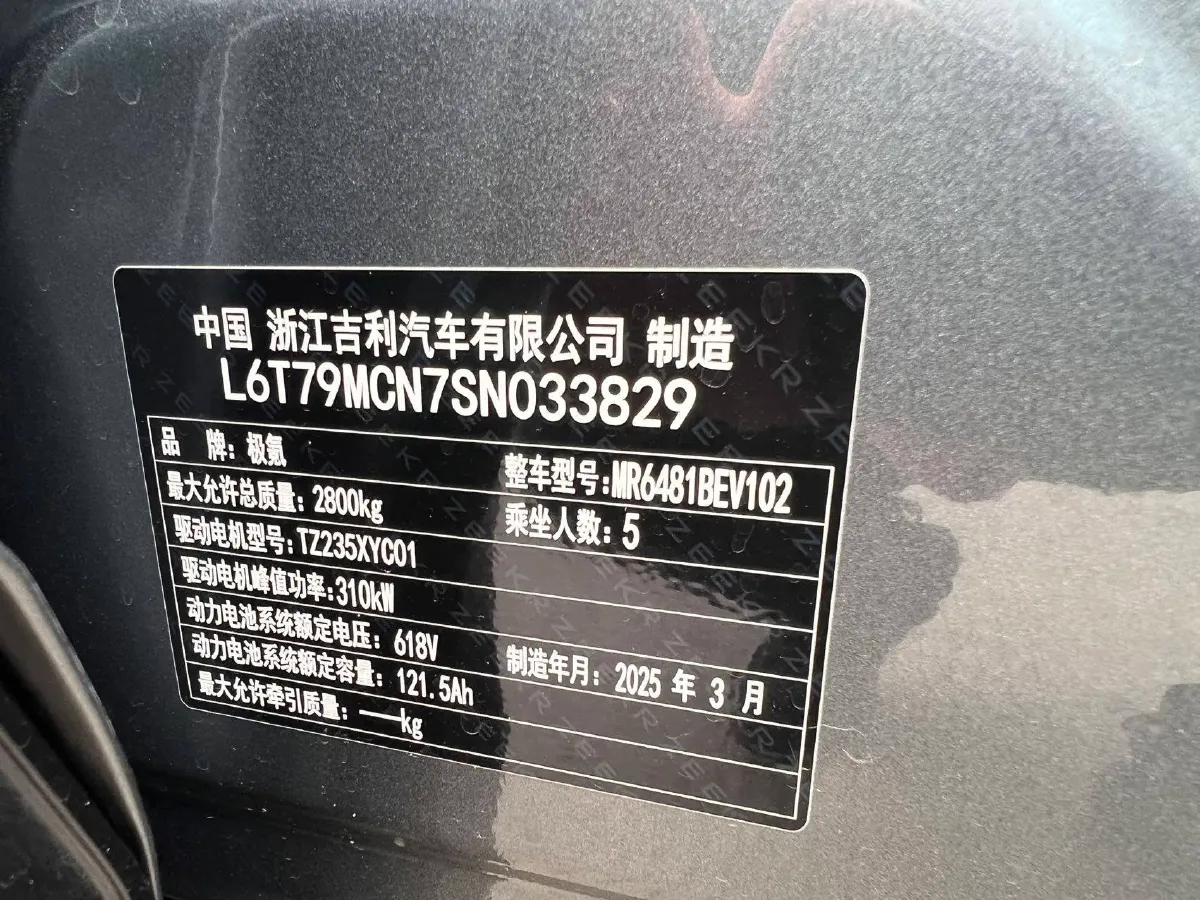 中国 浙江吉利汽车有限公司 制造
L6T79MCN7SN033829
品 牌: 极氪 整车型号:MR6481BEV102
最大允许总质量: 2800kg 乘坐人数: 5
驱动电机型号:TZ235XYC01
驱动电机峰值功率:310kW
动力电池系统额定电压: 618V
动力电池系统额定容量: 121.5Ah 制造年月: 2025 年 3 月
最大允许牵引质量: ——kg